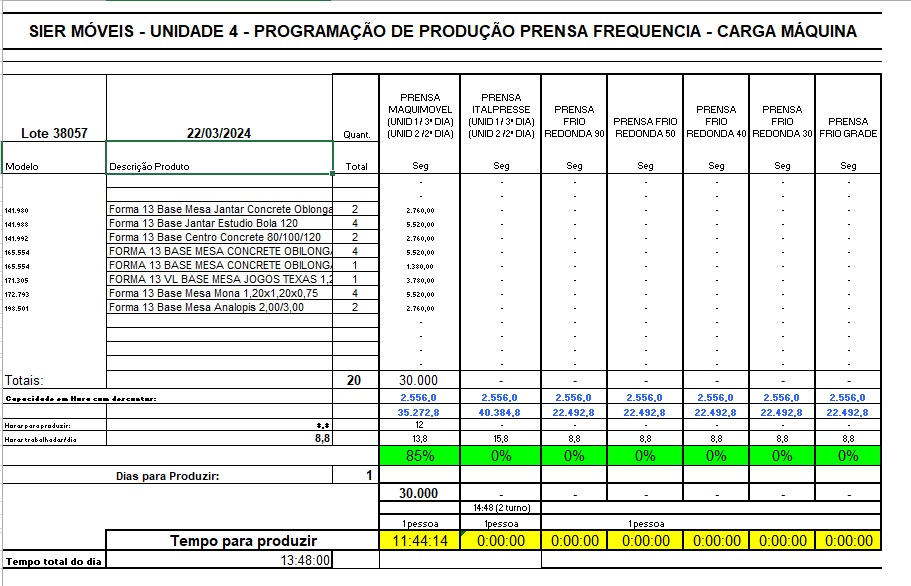 SIER MÓVEIS - UNIDADE 4 - PROGRAMAÇÃO DE PRODUÇÃO PRENSA FREQUENCIA - CARGA MÁQUINA
Lote 38057 22/03/2024 Quant. PRENSA MAQUIMOVEL (UNID 1 / 3º DIA) (UNID 2 /2º DIA) PRENSA ITALPRESSE (UNID 1 / 3º DIA) (UNID 2 /2º DIA) PRENSA FRIO REDONDA 90 PRENSA FRIO REDONDA 50 PRENSA FRIO REDONDA 40 PRENSA FRIO REDONDA 30 PRENSA FRIO GRADE
Modelo Descrição Produto Total Seg Seg Seg Seg Seg Seg Seg
- - - - - - -
- - - - - - -
141.980 Forma 13 Base Mesa Jantar Concrete Oblonga 2 2.760,00 - - - - - -
141.988 Forma 13 Base Jantar Estudio Bola 120 4 5.520,00 - - - - - -
141.992 Forma 13 Base Centro Concrete 80/100/120 2 2.760,00 - - - - - -
165.554 FORMA 13 BASE MESA CONCRETE OBILONGA 4 5.520,00 - - - - - -
165.554 FORMA 13 BASE MESA CONCRETE OBILONGA 1 1.380,00 - - - - - -
171.305 FORMA 13 VL BASE MESA JOGOS TEXAS 1,2 1 3.780,00 - - - - - -
172.793 Forma 13 Base Mesa Mona 1,20x1,20x0,75 4 5.520,00 - - - - - -
198.501 Forma 13 Base Mesa Analopis 2,00/3,00 2 2.760,00 - - - - - -
- - - - - - -
- - - - - - -
- - - - - - -
- - - - - - -
Totais: 20 30.000 - - - - - -
Capacidade em Hora com descontar: 2.556,0 2.556,0 2.556,0 2.556,0 2.556,0 2.556,0 2.556,0
35.272,8 40.384,8 22.492,8 22.492,8 22.492,8 22.492,8 22.492,8
Horar para produzir: 8,8 12 - - - - - -
Horar trabalhadar/dia 8,8 13,8 15,8 8,8 8,8 8,8 8,8 8,8
85% 0% 0% 0% 0% 0% 0%
Dias para Produzir: 1
30.000 - - - - - -
14:48 (2 turno)
1 pessoa 1 pessoa 1 pessoa
Tempo para produzir 11:44:14 0:00:00 0:00:00 0:00:00 0:00:00 0:00:00 0:00:00
Tempo total do dia 13:48:00